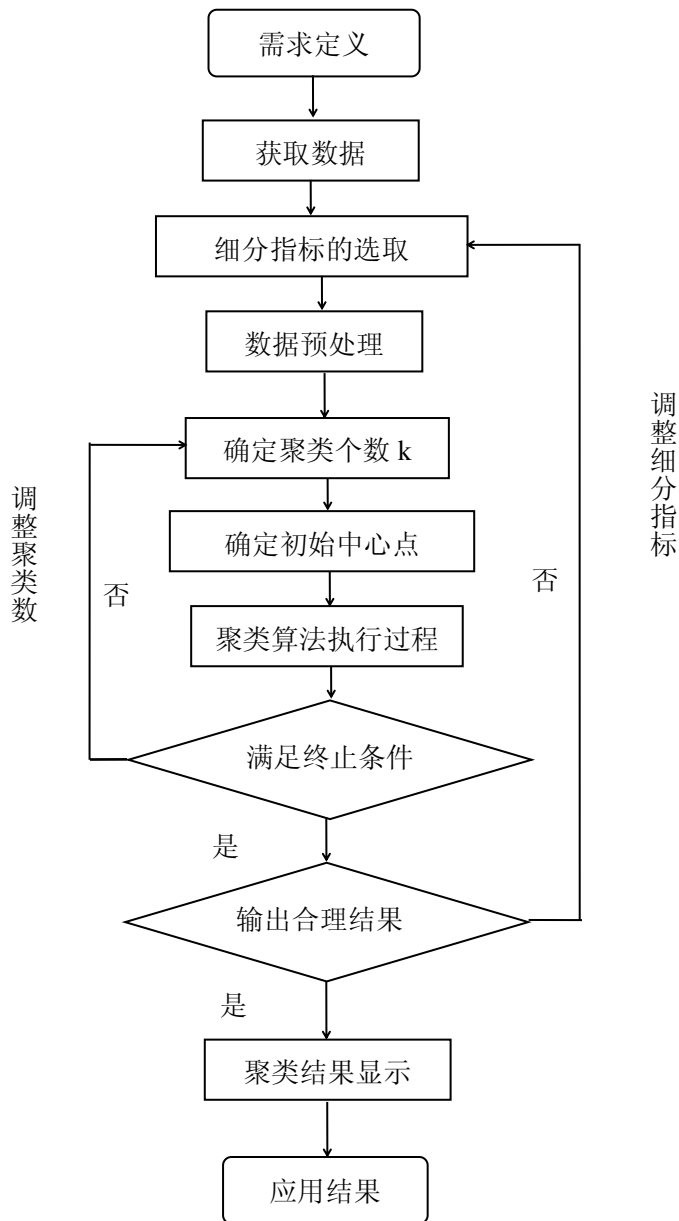 需求定义
获取数据
细分指标的选取
数据预处理
确定聚类个数 k
调整细分指标
调整聚类数
确定初始中心点
否
否
聚类算法执行过程
满足终止条件
是
输出合理结果
是
聚类结果显示
应用结果